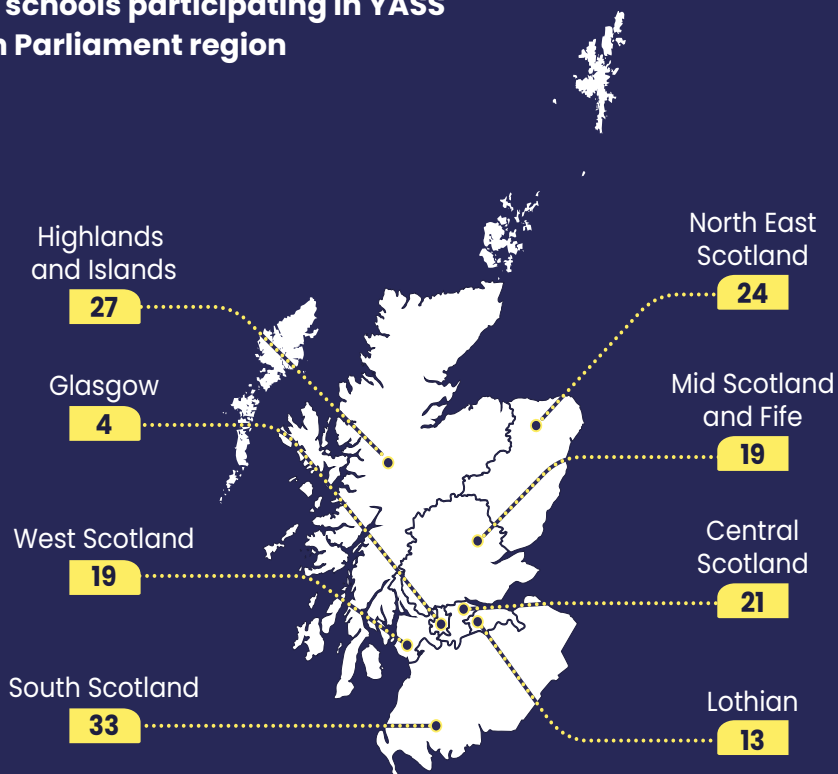 schools participating in YASS
Parliament region
Highlands
and Islands
27
Glasgow
4
West Scotland
19
South Scotland
33
North East
Scotland
24
Mid Scotland
and Fife
19
Central
Scotland
21
Lothian
13